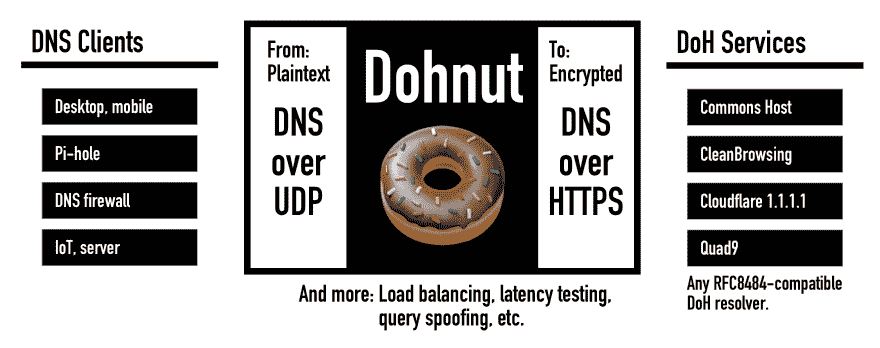 DNS Clients
Desktop, mobile
Pi-hole
DNS firewall
IoT, server
From:
Plaintext
DNS
over
UDP
Dohnut
To:
Encrypted
DNS
over
HTTPS
And more: Load balancing, latency testing,
query spoofing, etc.
DoH Services
Commons Host
CleanBrowsing
Cloudflare 1.1.1.1
Quad9
Any RFC8484-compatible
DoH resolver.